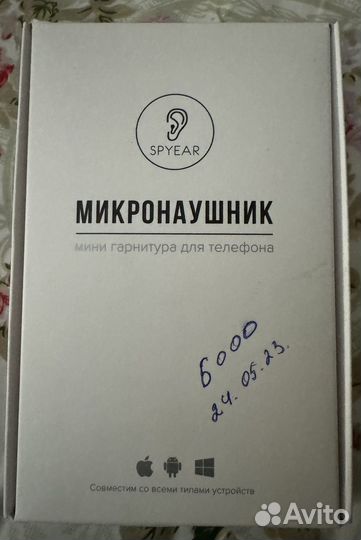 SPYEAR
МИКРОНАУШНИК
мини гарнитура для телефона
6000
24.05.23.
Совместим со всеми типами устройств
Avito